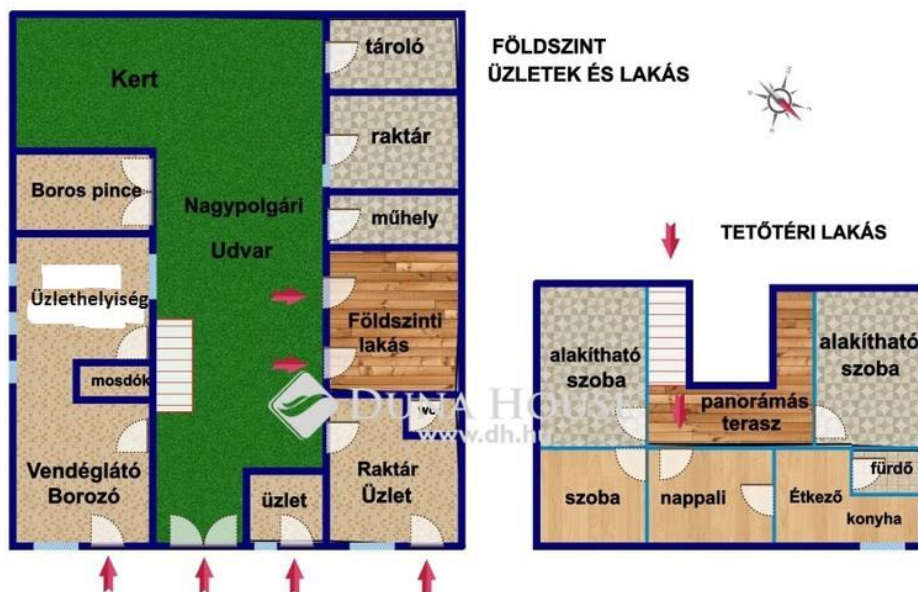 FÖLDSZINT
ÜZLETEK ÉS LAKÁS
Kert
tároló
raktár
Boros pince
Nagypolgári
Udvar
műhely
Üzlethelyiség
Földszinti
lakás
mosdók
wc
Vendéglátó
Borozó
üzlet
Raktár
Üzlet
DUNA HOUSE
www.dh.hu
TETŐTÉRI LAKÁS
alakítható
szoba
alakítható
szoba
panorámás
terasz
szoba
nappali
Étkező
fürdő
konyha